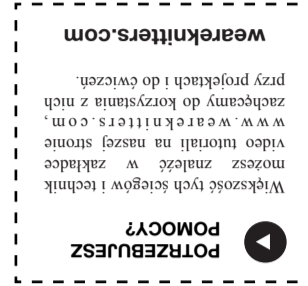 POTRZEBUJESZ
POMOCY?
Większość tych ściegów i technik
możesz znaleźć w zakładce
video tutoriali na naszej stronie
www.weareknitters.com,
zachęcamy do korzystania z nich
przy projektach i do ćwiczeń.
weareknitters.com